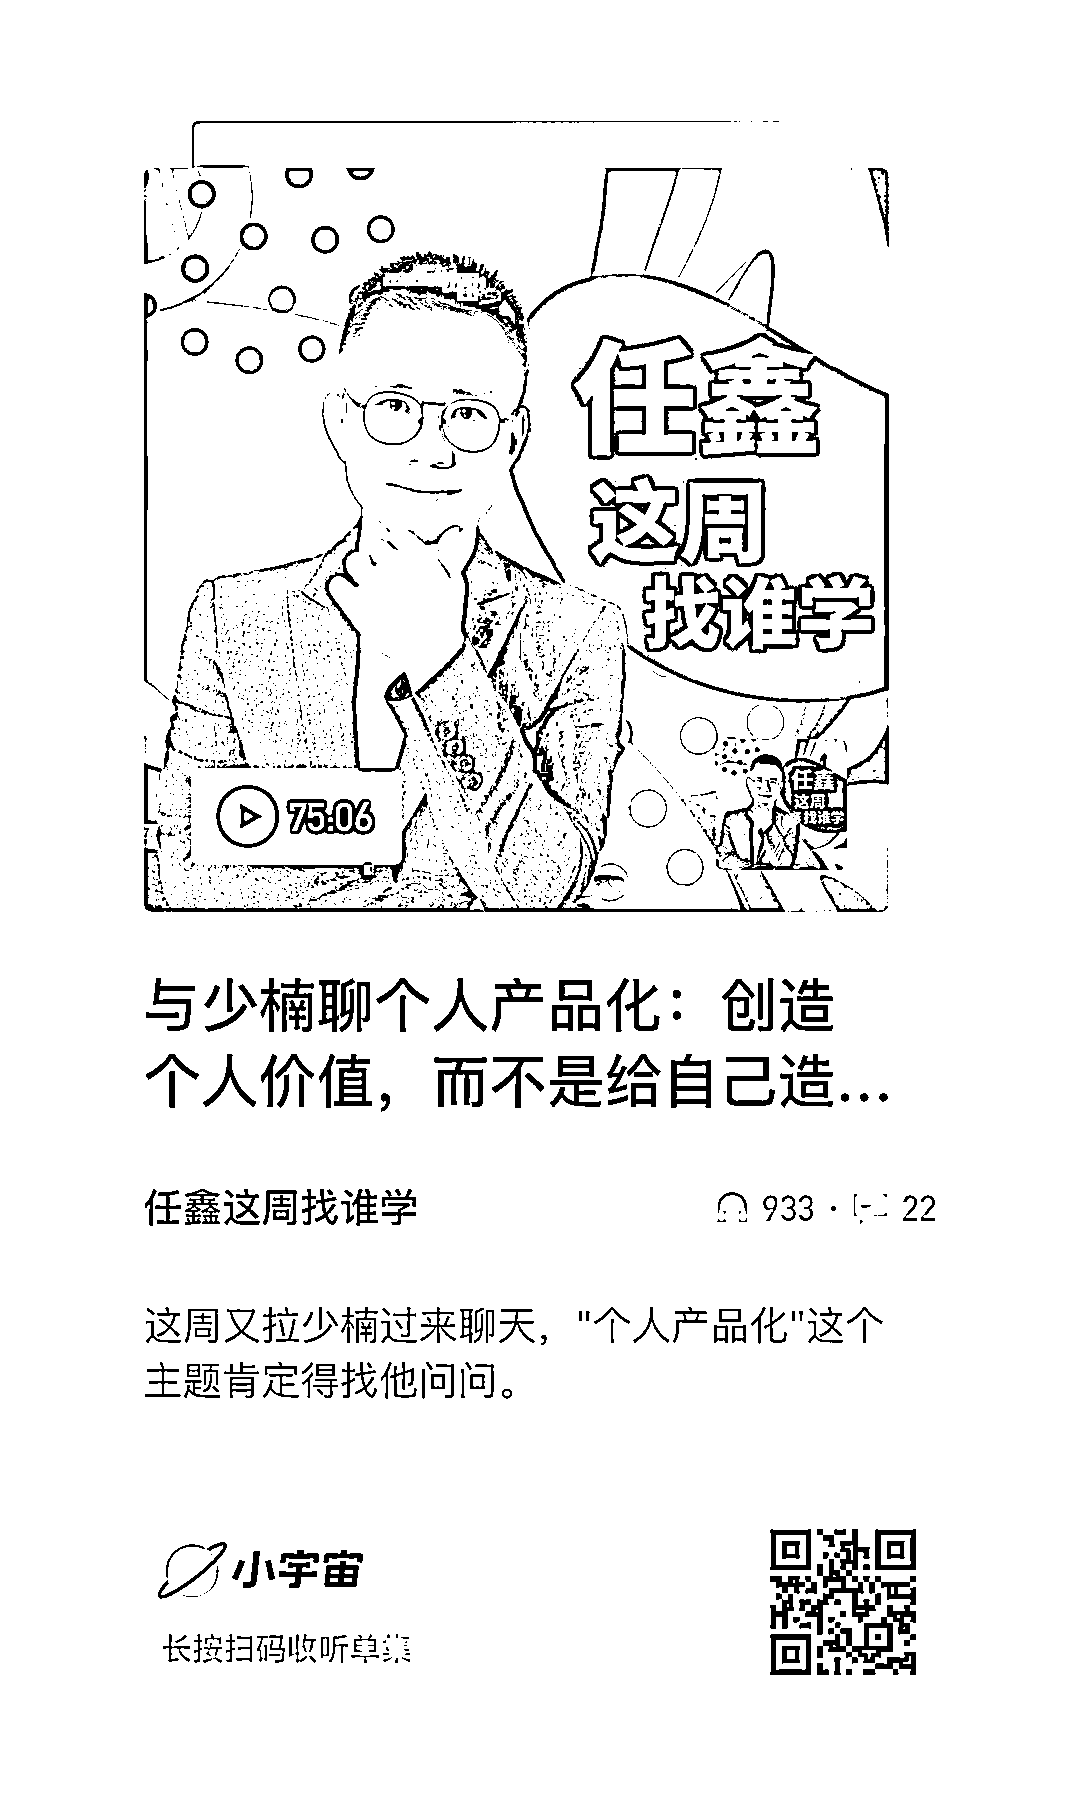 任鑫
这周
找谁学
任鑫
这周
找谁学
75:06
与少楠聊个人产品化：创造
个人价值，而不是给自己造...
任鑫这周找谁学
933 · 22
这周又拉少楠过来聊天，"个人产品化"这个
主题肯定得找他问问。
小宇宙
长按扫码收听单集